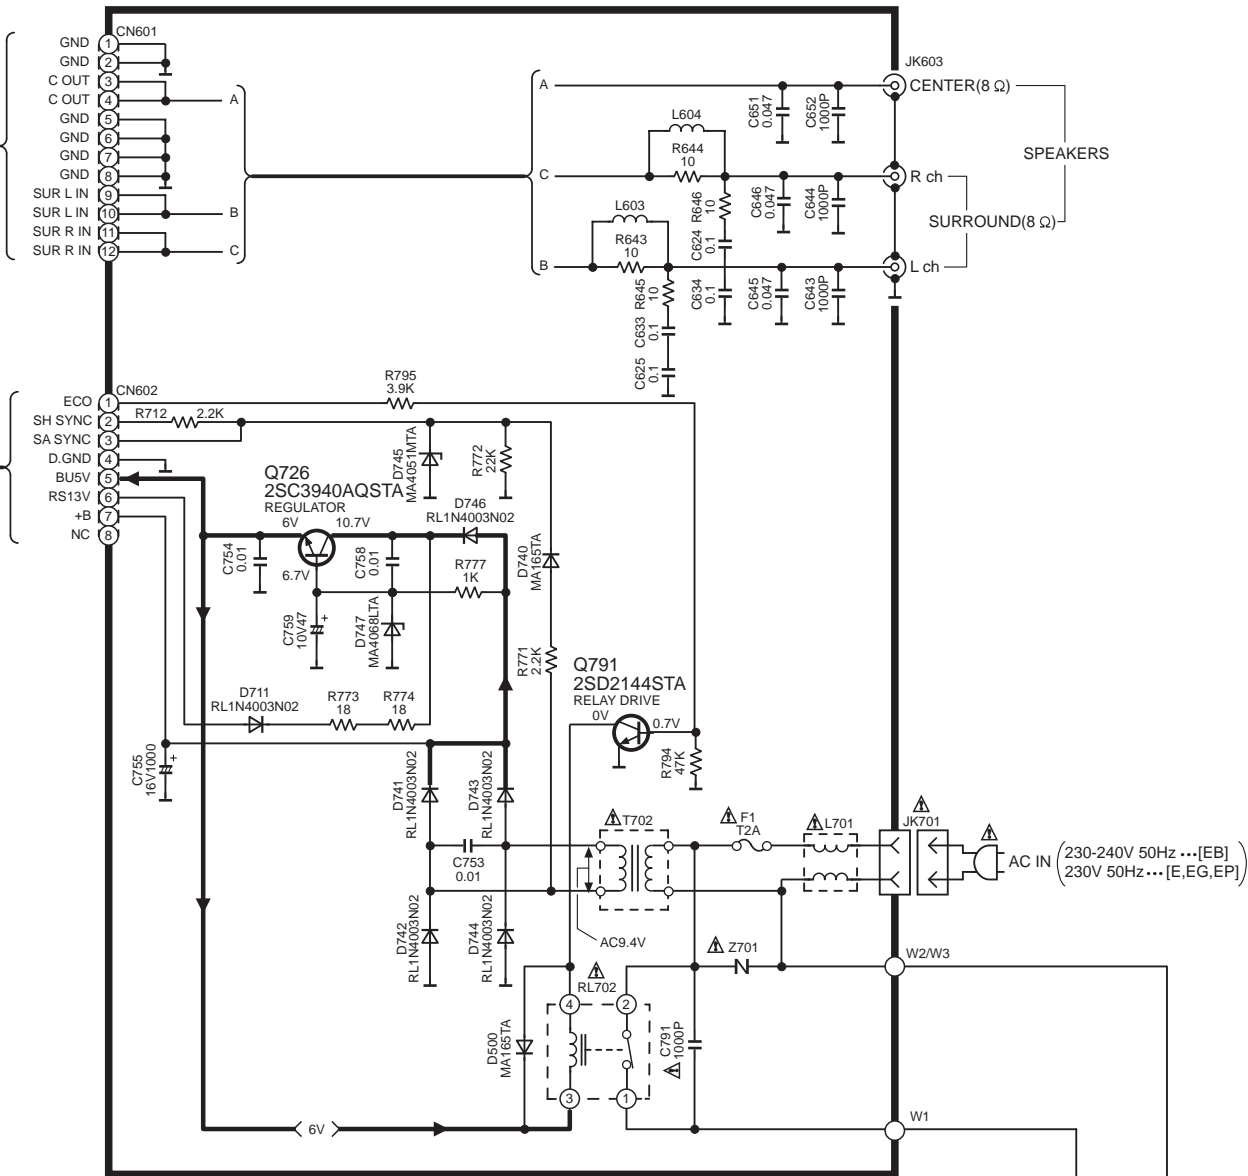 CN601
GND 1
GND 2
C OUT 3
C OUT 4
GND 5
GND 6
GND 7
GND 8
SUR L IN 9
SUR L IN 10
SUR R IN 11
SUR R IN 12
A
B
C
A
C
B
L604
R644
10
L603
R643
10
R646
10
C624
0.1
R645
10
C633
0.1
C625
0.1
C634
0.1
C651
0.047
C652
1000P
C646
0.047
C644
1000P
C645
0.047
C643
1000P
JK603
CENTER(8 Ω)
R ch
SURROUND(8 Ω)
L ch
SPEAKERS
CN602
ECO 1
SH SYNC 2
SA SYNC 3
D.GND 4
BU5V 5
RS13V 6
+B 7
NC 8
R795
3.9K
R712 2.2K
D745
MA4051MTA
R772
22K
Q726
2SC3940AQSTA
REGULATOR
6V 10.7V
6.7V
D746
RL1N4003N02
C754
0.01
C758
0.01
R777
1K
D740
MA165TA
C759
10V47
+
D747
MA4068LTA
R771
2.2K
Q791
2SD2144STA
RELAY DRIVE
0V 0.7V
R794
47K
D711
RL1N4003N02
R773
18
R774
18
C755
16V1000
+
D741
RL1N4003N02
D743
RL1N4003N02
C753
0.01
D742
RL1N4003N02
D744
RL1N4003N02
T702
F1
T2A
L701
JK701
AC IN
230-240V 50Hz •••[EB]
230V 50Hz•••[E,EG,EP]
AC9.4V
Z701
W2/W3
RL702
4 2
3 1
D500
MA165TA
C791
1000P
6V
W1